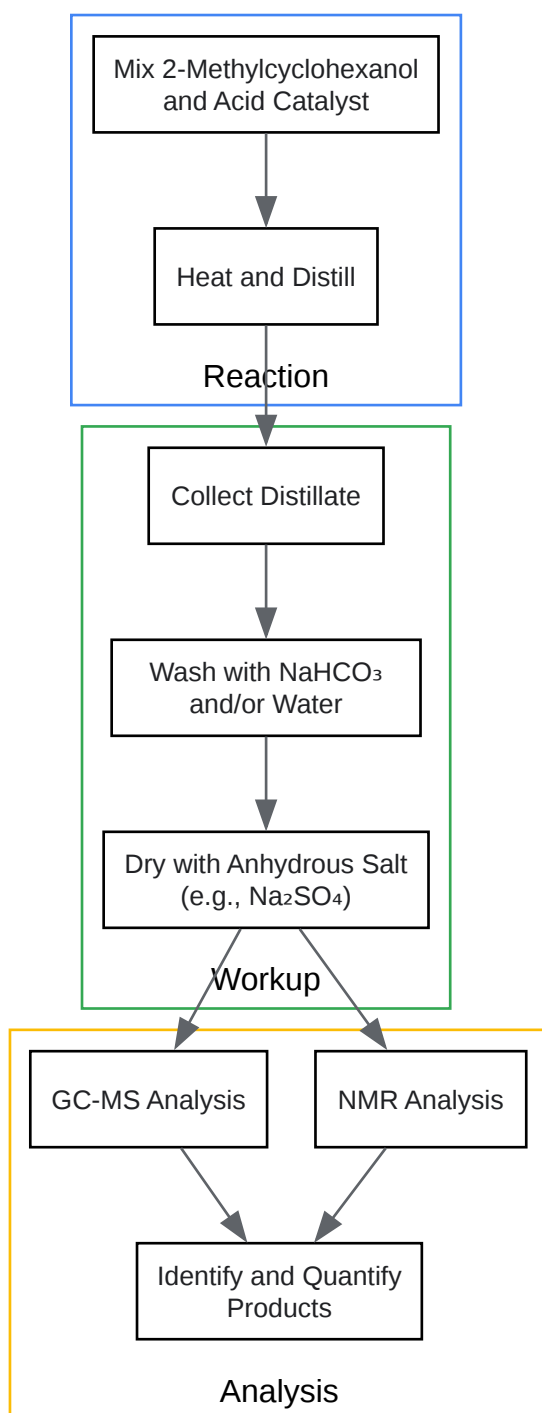 Mix 2-Methylcyclohexanol
and Acid Catalyst
Heat and Distill
Reaction
Collect Distillate
Wash with NaHCO₃
and/or Water
Dry with Anhydrous Salt
(e.g., Na₂SO₄)
Workup
GC-MS Analysis
NMR Analysis
Identify and Quantify
Products
Analysis